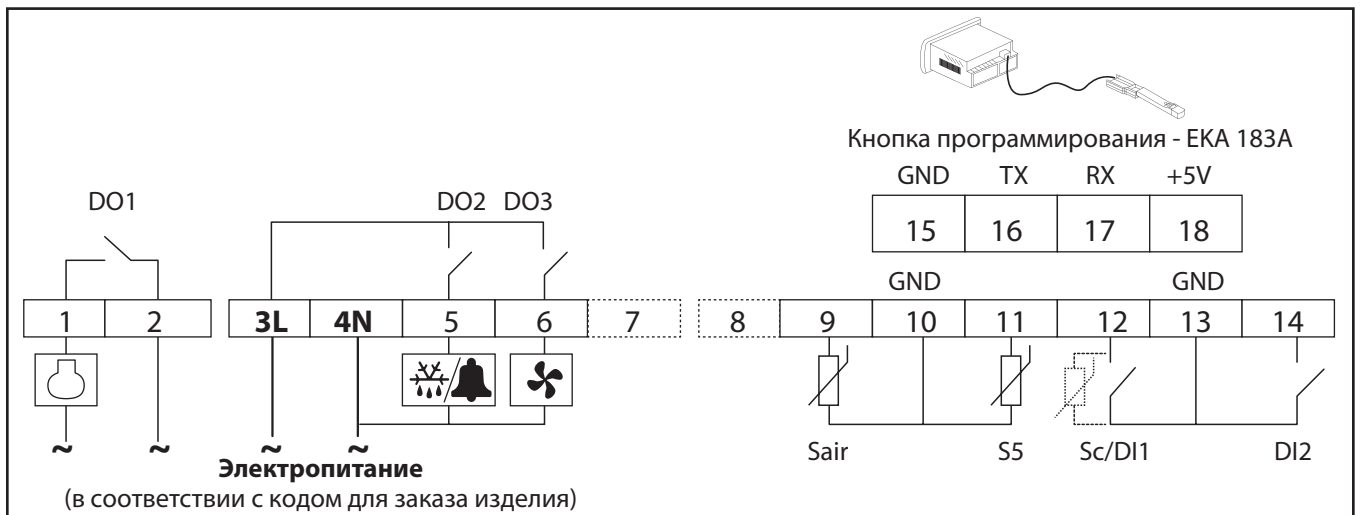 Кнопка программирования - EKA 183A
GND TX RX +5V
15 16 17 18
DO1 DO2 DO3
GND GND
1 2 3L 4N 5 6 7 8 9 10 11 12 13 14
~ ~ ~ ~
Sair S5 Sc/DI1 DI2
Электропитание
(в соответствии с кодом для заказа изделия)